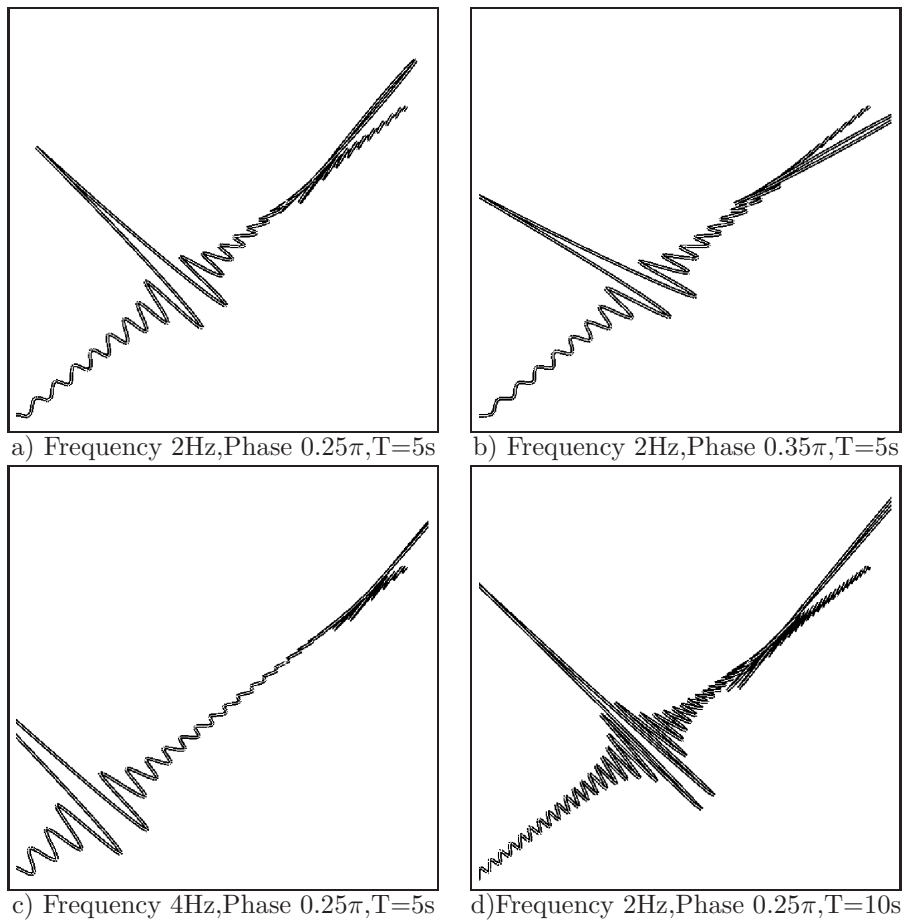 a) Frequency 2Hz,Phase 0.25π,T=5s
b) Frequency 2Hz,Phase 0.35π,T=5s
c) Frequency 4Hz,Phase 0.25π,T=5s
d)Frequency 2Hz,Phase 0.25π,T=10s